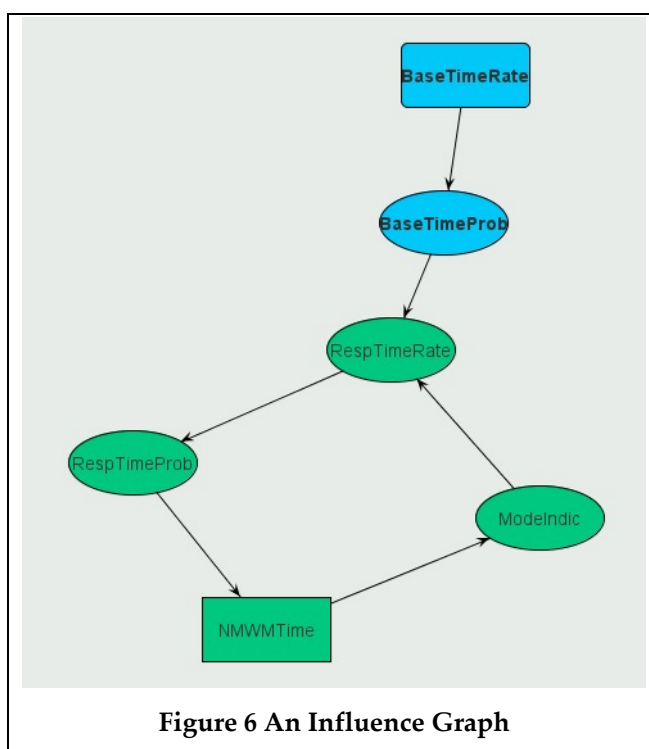 BaseTimeRate
BaseTimeProb
RespTimeRate
RespTimeProb
ModeIndic
NMWMTime
Figure 6 An Influence Graph